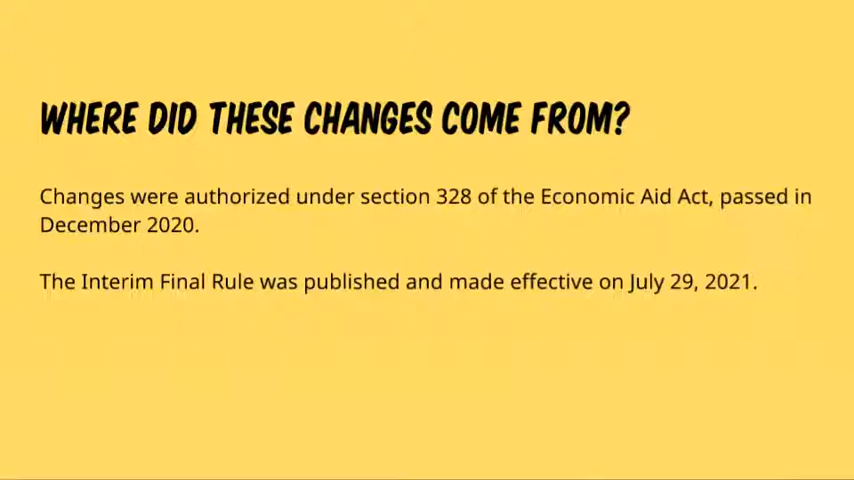 WHERE DID THESE CHANGES COME FROM?
Changes were authorized under section 328 of the Economic Aid Act, passed in
December 2020.
The Interim Final Rule was published and made effective on July 29, 2021.